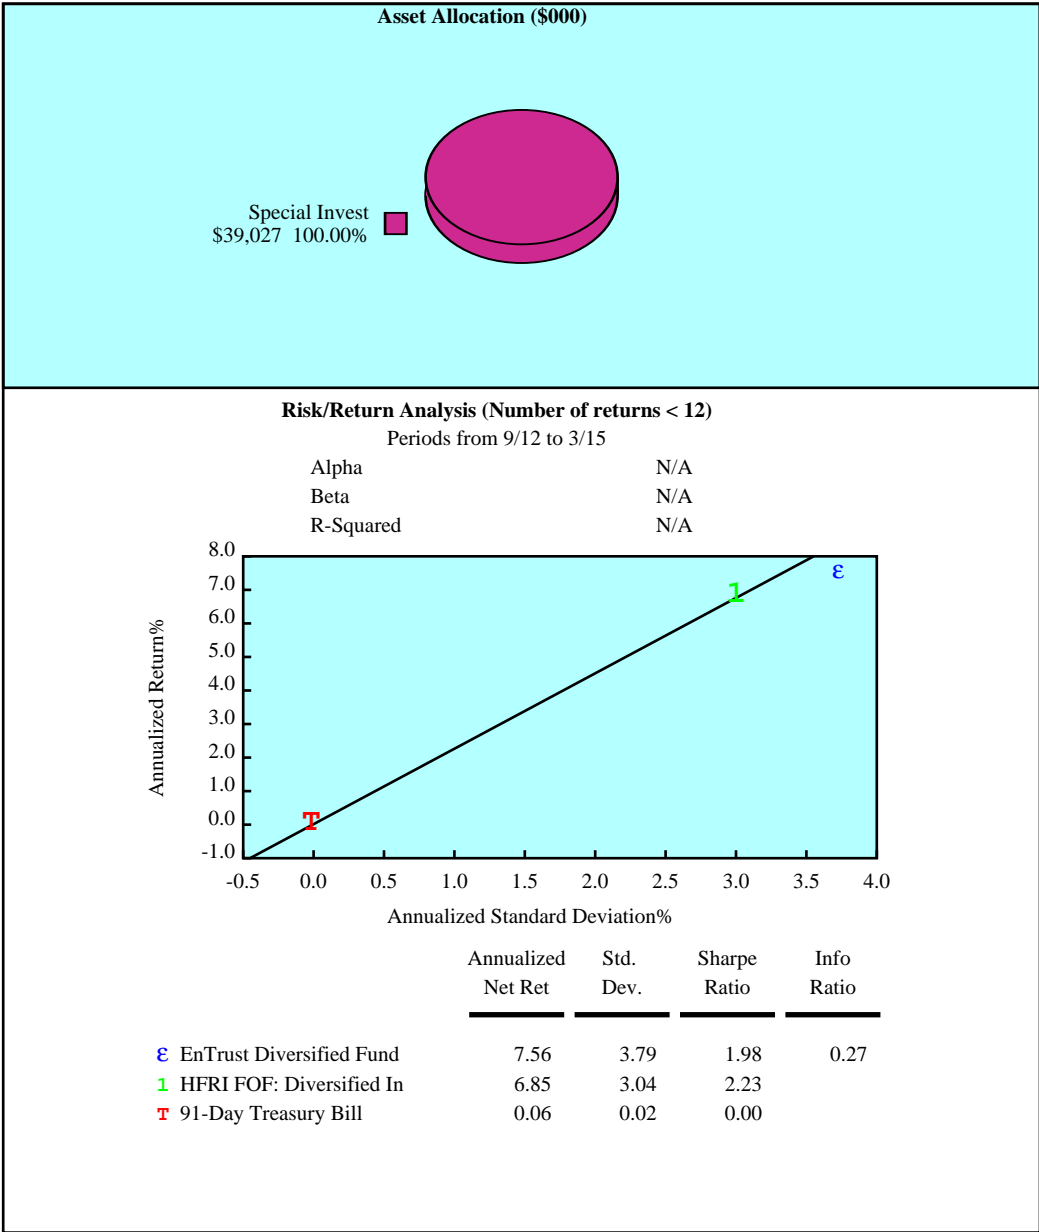 Asset Allocation ($000)
Special Invest
$39,027 100.00%
Risk/Return Analysis (Number of returns < 12)
Periods from 9/12 to 3/15
Alpha N/A
Beta N/A
R-Squared N/A
8.0
7.0
6.0
5.0
4.0
3.0
2.0
1.0
0.0
-1.0
Annualized Return%
ε
1
T
-0.5 0.0 0.5 1.0 1.5 2.0 2.5 3.0 3.5 4.0
Annualized Standard Deviation%
Annualized Std. Sharpe Info
Net Ret Dev. Ratio Ratio
ε EnTrust Diversified Fund 7.56 3.79 1.98 0.27
1 HFRI FOF: Diversified In 6.85 3.04 2.23
T 91-Day Treasury Bill 0.06 0.02 0.00